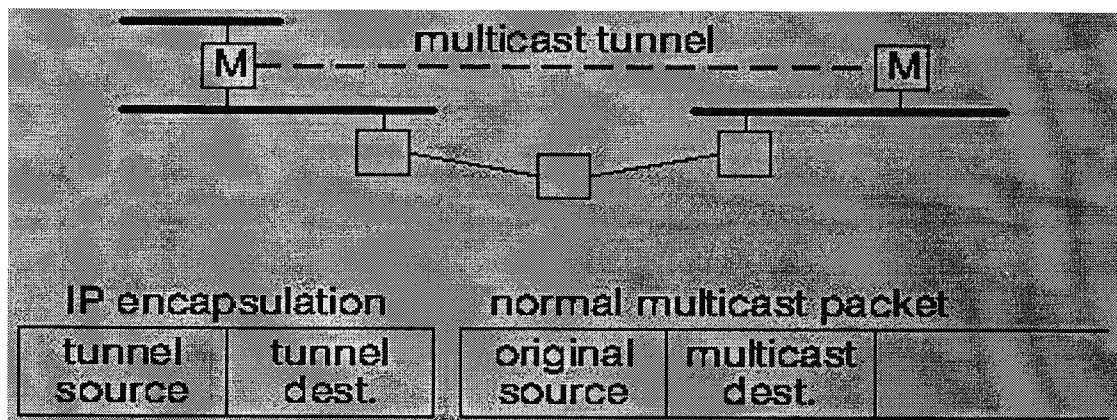 multicast tunnel
M
M
IP encapsulation
normal multicast packet
tunnel source
tunnel dest.
original source
multicast dest.